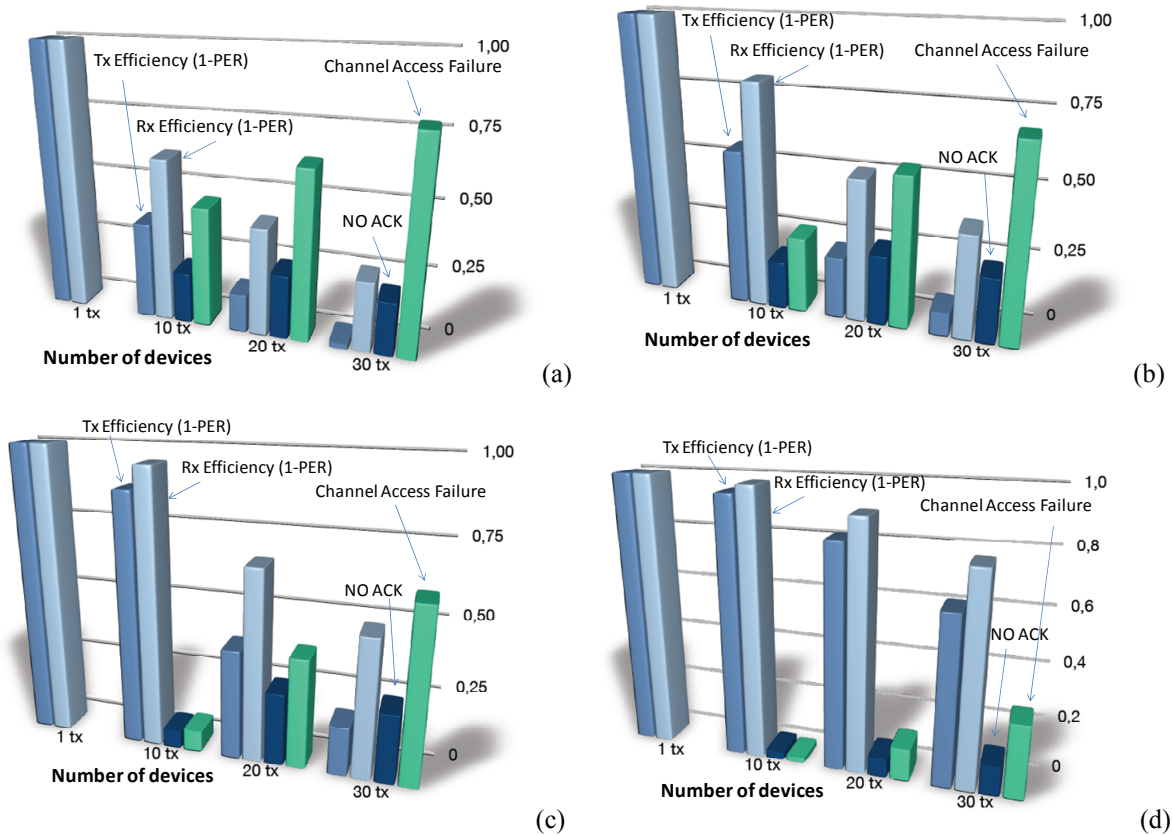 Tx Efficiency (1-PER)
Rx Efficiency (1-PER)
Channel Access Failure
NO ACK
1,00
0,75
0,50
0,25
0
1 tx
10 tx
20 tx
30 tx
Number of devices
(a)
Tx Efficiency (1-PER)
Rx Efficiency (1-PER)
Channel Access Failure
NO ACK
1,00
0,75
0,50
0,25
0
1 tx
10 tx
20 tx
30 tx
Number of devices
(b)
Tx Efficiency (1-PER)
Rx Efficiency (1-PER)
Channel Access Failure
NO ACK
1,00
0,75
0,50
0,25
0
1 tx
10 tx
20 tx
30 tx
Number of devices
(c)
Tx Efficiency (1-PER)
Rx Efficiency (1-PER)
Channel Access Failure
NO ACK
1,0
0,8
0,6
0,4
0,2
0
1 tx
10 tx
20 tx
30 tx
Number of devices
(d)